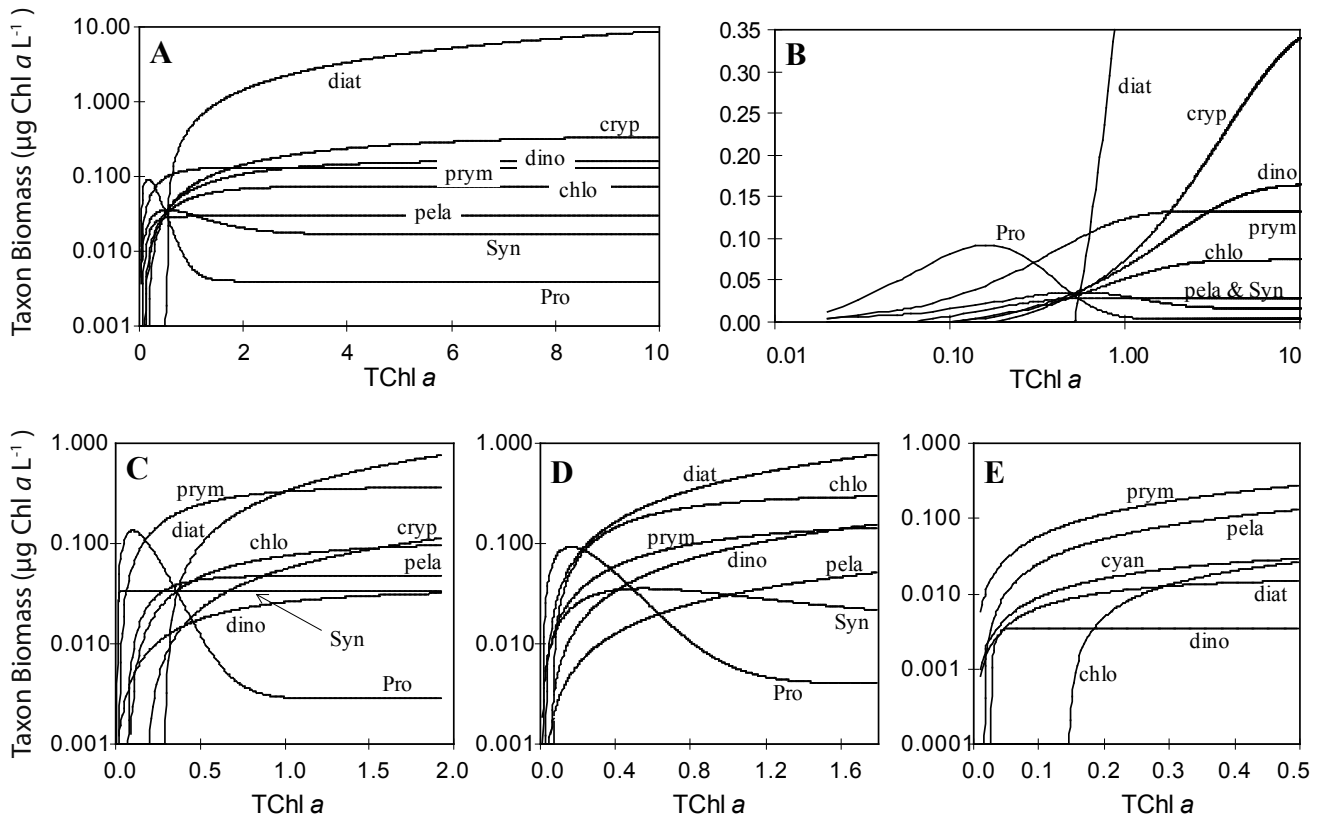 Taxon Biomass (µg Chl a L⁻¹)
A
10.00
1.000
0.100
0.010
0.001
diat
cryp
dino
prym
chlo
pela
Syn
Pro
0 2 4 6 8 10
TChl a
B
0.35
0.30
0.25
0.20
0.15
0.10
0.05
0.00
diat
cryp
dino
Pro
prym
chlo
pela & Syn
0.01 0.10 1.00 10
TChl a
Taxon Biomass (µg Chl a L⁻¹)
C
1.000
0.100
0.010
0.001
prym
diat
chlo
cryp
pela
dino
Syn
Pro
0.0 0.5 1.0 1.5 2.0
TChl a
D
1.000
0.100
0.010
0.001
diat
chlo
prym
dino
pela
Syn
Pro
0.0 0.4 0.8 1.2 1.6
TChl a
E
1.000
0.100
0.010
0.001
0.0001
prym
pela
cyan
diat
dino
chlo
0.0 0.1 0.2 0.3 0.4 0.5
TChl a